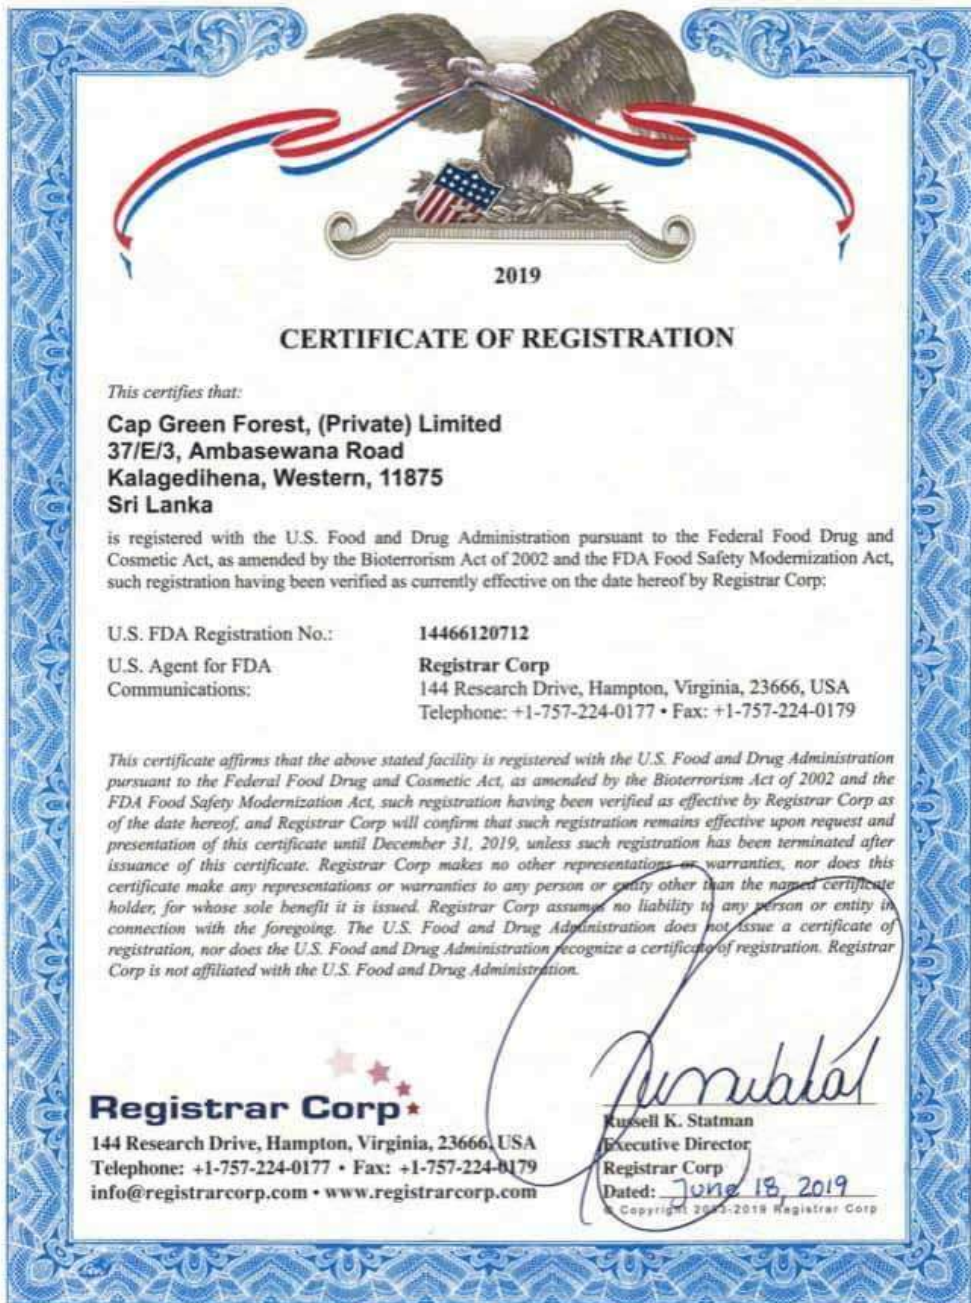 2019
CERTIFICATE OF REGISTRATION
This certifies that:
Cap Green Forest, (Private) Limited
37/E/3, Ambasewana Road
Kalagedihena, Western, 11875
Sri Lanka
is registered with the U.S. Food and Drug Administration pursuant to the Federal Food Drug and
Cosmetic Act, as amended by the Bioterrorism Act of 2002 and the FDA Food Safety Modernization Act,
such registration having been verified as currently effective on the date hereof by Registrar Corp:
U.S. FDA Registration No.: 14466120712
U.S. Agent for FDA Registrar Corp
Communications: 144 Research Drive, Hampton, Virginia, 23666, USA
Telephone: +1-757-224-0177 • Fax: +1-757-224-0179
This certificate affirms that the above stated facility is registered with the U.S. Food and Drug Administration
pursuant to the Federal Food Drug and Cosmetic Act, as amended by the Bioterrorism Act of 2002 and the
FDA Food Safety Modernization Act, such registration having been verified as effective by Registrar Corp as
of the date hereof, and Registrar Corp will confirm that such registration remains effective upon request and
presentation of this certificate until December 31, 2019, unless such registration has been terminated after
issuance of this certificate. Registrar Corp makes no other representations or warranties, nor does this
certificate make any representations or warranties to any person or entity other than the named certificate
holder, for whose sole benefit it is issued. Registrar Corp assumes no liability to any person or entity in
connection with the foregoing. The U.S. Food and Drug Administration does not issue a certificate of
registration, nor does the U.S. Food and Drug Administration recognize a certificate of registration. Registrar
Corp is not affiliated with the U.S. Food and Drug Administration.
Registrar Corp
144 Research Drive, Hampton, Virginia, 23666, USA
Telephone: +1-757-224-0177 • Fax: +1-757-224-0179
info@registrarcorp.com • www.registrarcorp.com
Russell K. Statman
Executive Director
Registrar Corp
Dated: June 18, 2019
© Copyright 2003-2019 Registrar Corp